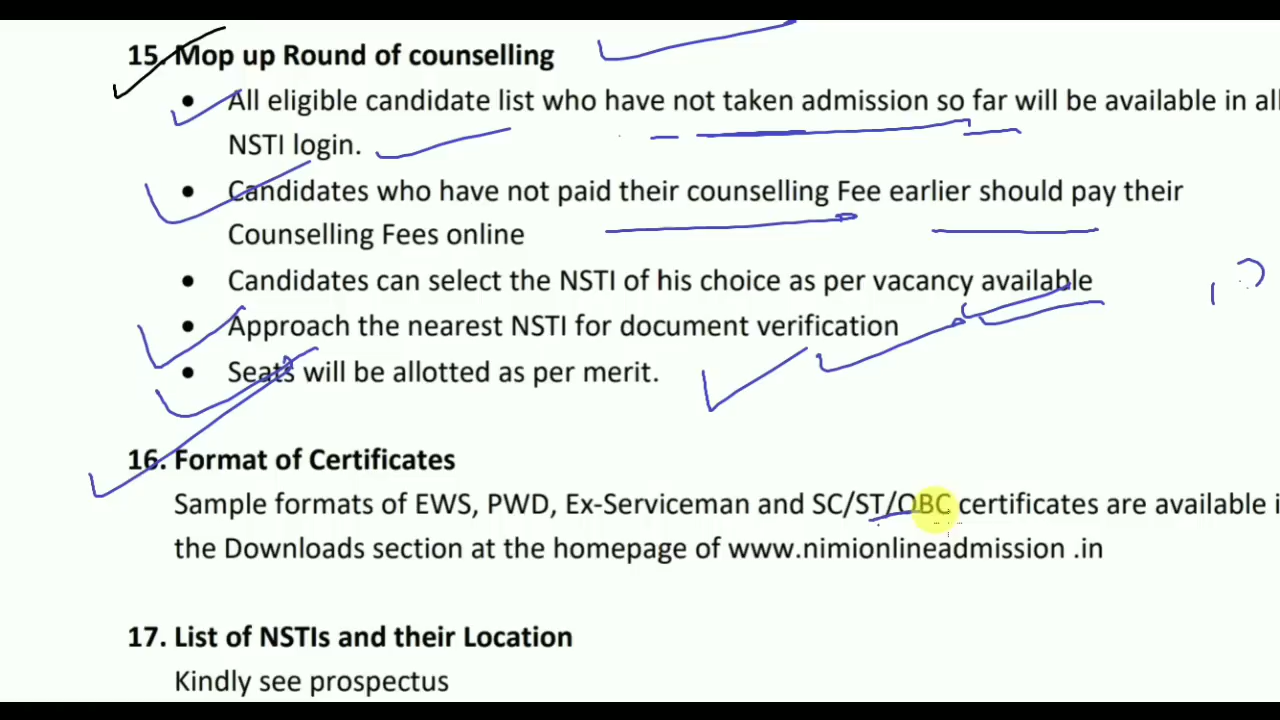 15. Mop up Round of counselling
• All eligible candidate list who have not taken admission so far will be available in all
NSTI login.
• Candidates who have not paid their counselling Fee earlier should pay their
Counselling Fees online
• Candidates can select the NSTI of his choice as per vacancy available
• Approach the nearest NSTI for document verification
• Seats will be allotted as per merit.
16. Format of Certificates
Sample formats of EWS, PWD, Ex-Serviceman and SC/ST/OBC certificates are available i
the Downloads section at the homepage of www.nimionlineadmission .in
17. List of NSTIs and their Location
Kindly see prospectus